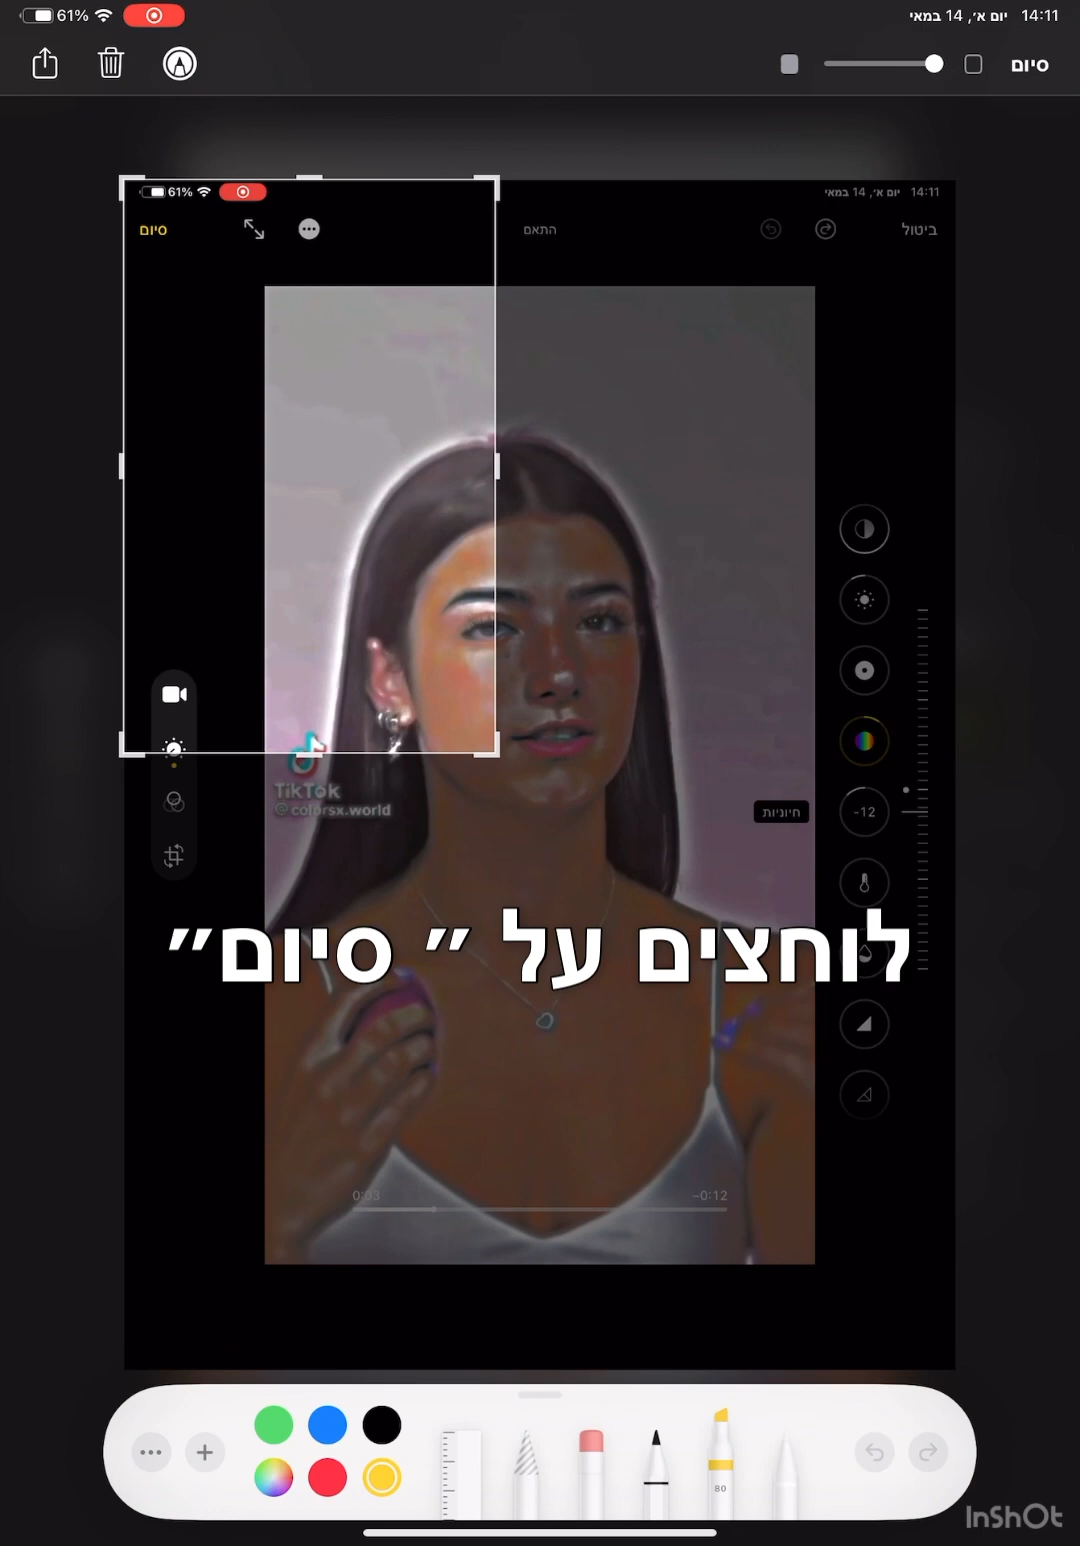 61%
יום א׳, 14 במאי 14:11
סיום
61%
יום א׳, 14 במאי 14:11
סיום
התאם
ביטול
TikTok
@colorsx.world
-12
חיוניות
לוחצים על ״ סיום״
0:03
-0:12
80
InShOt